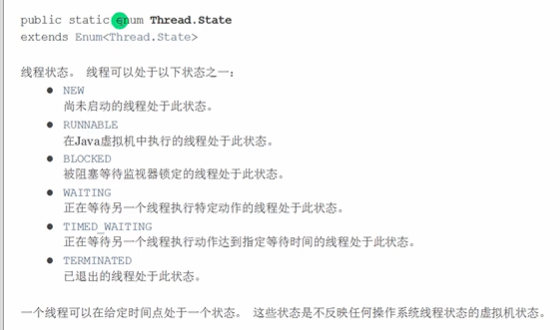 public static enum Thread.State
extends Enum<Thread.State>
线程状态。 线程可以处于以下状态之一：
● NEW
尚未启动的线程处于此状态。
● RUNNABLE
在Java虚拟机中执行的线程处于此状态。
● BLOCKED
被阻塞等待监视器锁定的线程处于此状态。
● WAITING
正在等待另一个线程执行特定动作的线程处于此状态。
● TIMED_WAITING
正在等待另一个线程执行动作达到指定等待时间的线程处于此状态。
● TERMINATED
已退出的线程处于此状态。
一个线程可以在给定时间点处于一个状态。 这些状态是不反映任何操作系统线程状态的虚拟机状态。